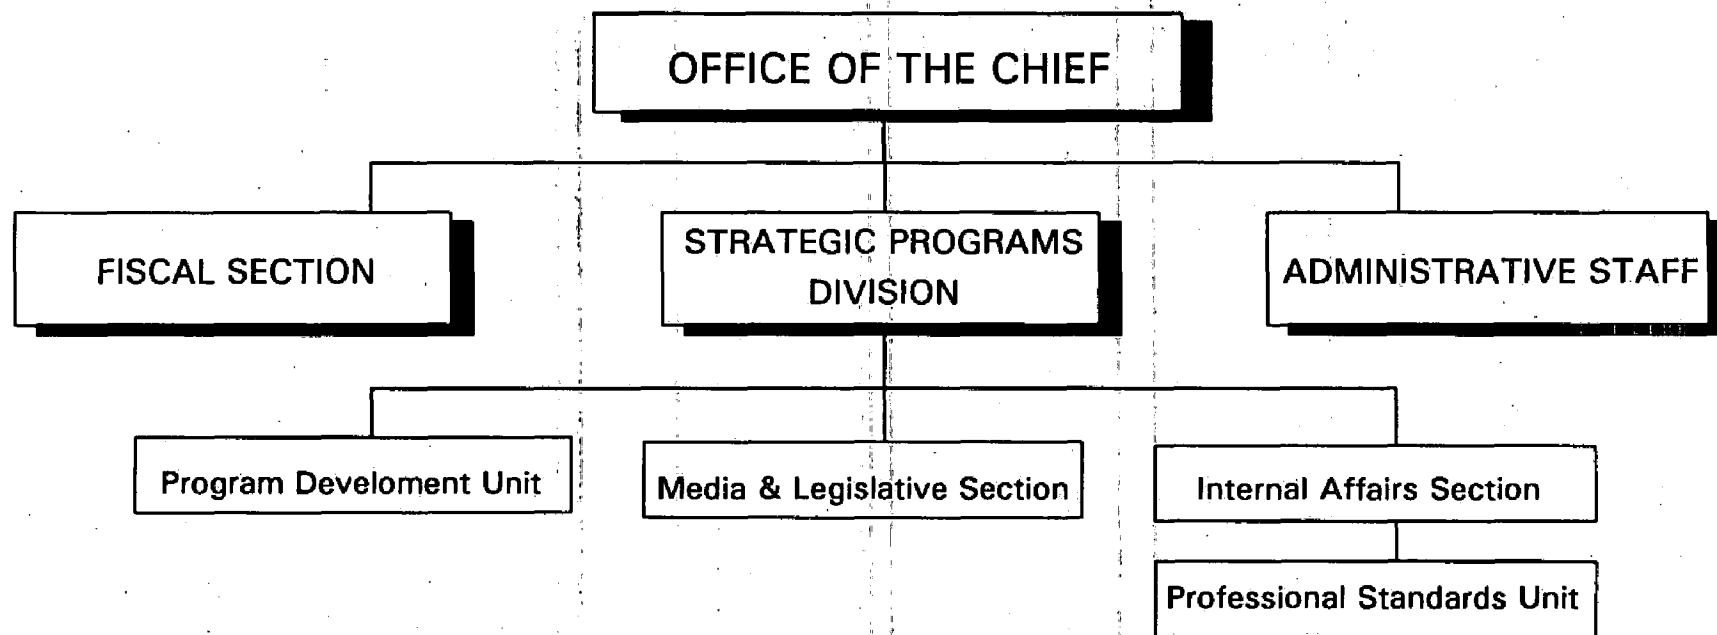 OFFICE OF THE CHIEF
FISCAL SECTION
STRATEGIC PROGRAMS
DIVISION
ADMINISTRATIVE STAFF
Program Develoment Unit
Media & Legislative Section
Internal Affairs Section
Professional Standards Unit